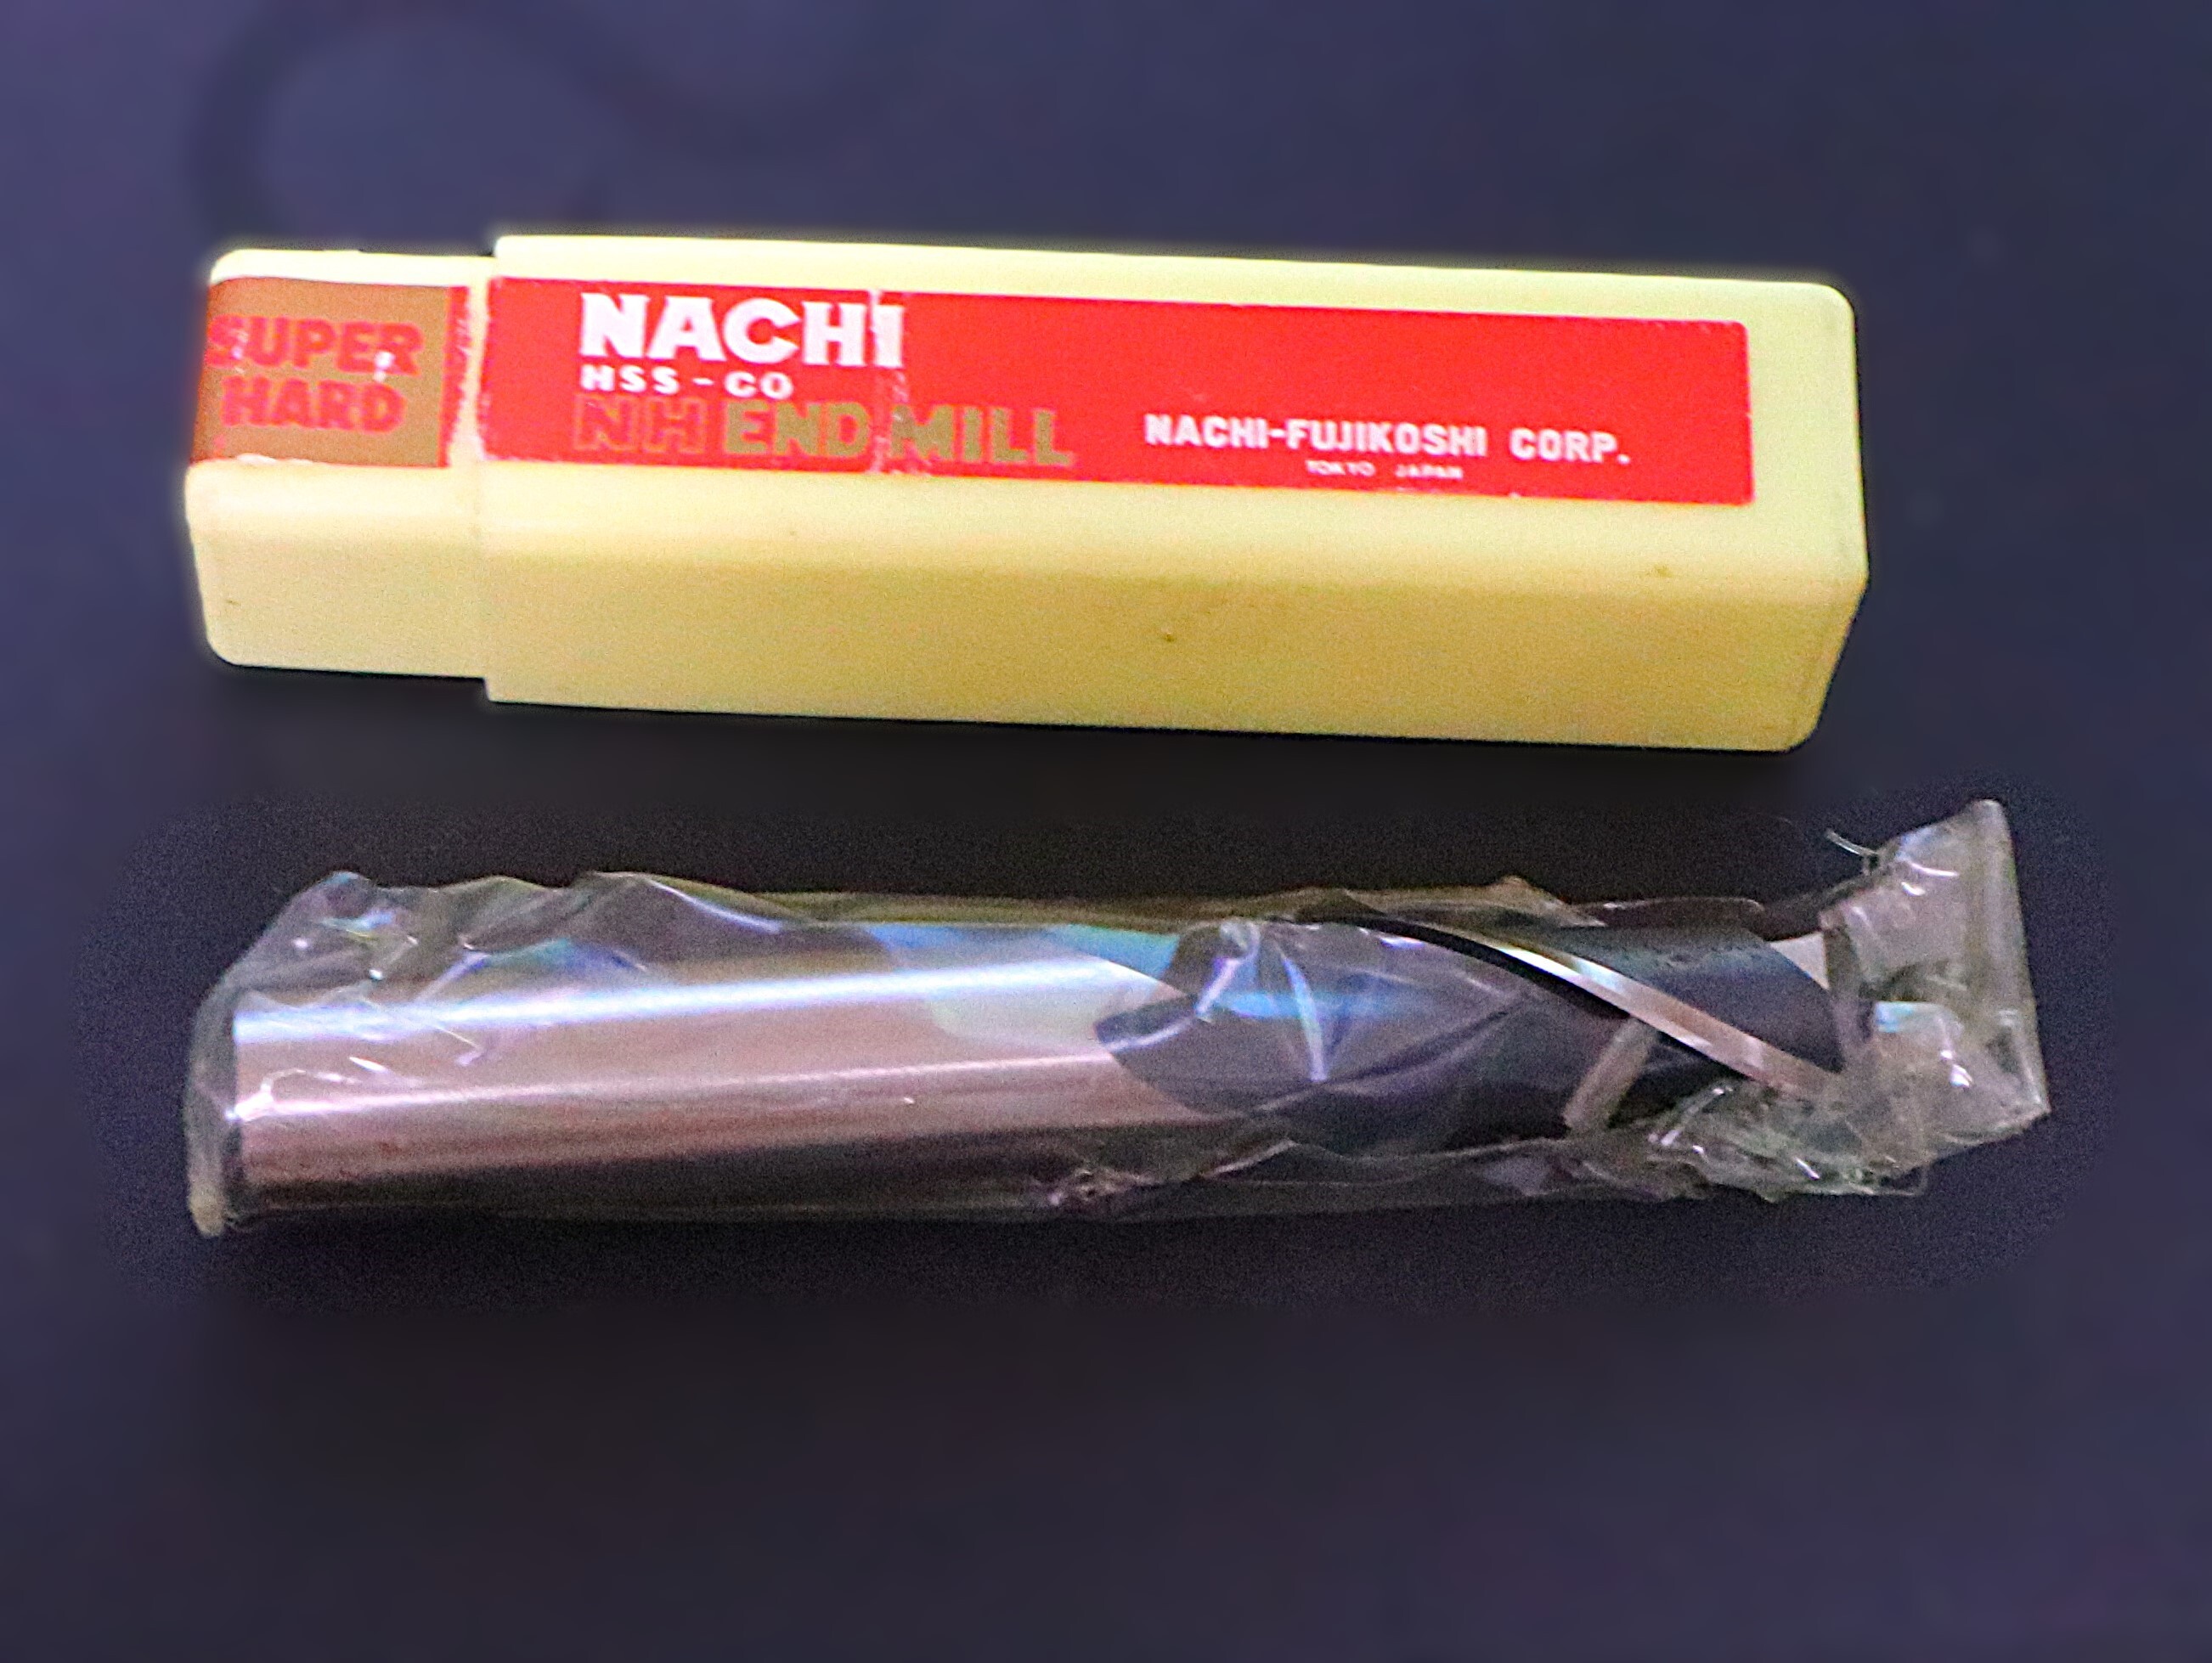 SUPER
HARD
NACHI
HSS-CO
NH END MILL
NACHI-FUJIKOSHI CORP.
TOKYO JAPAN